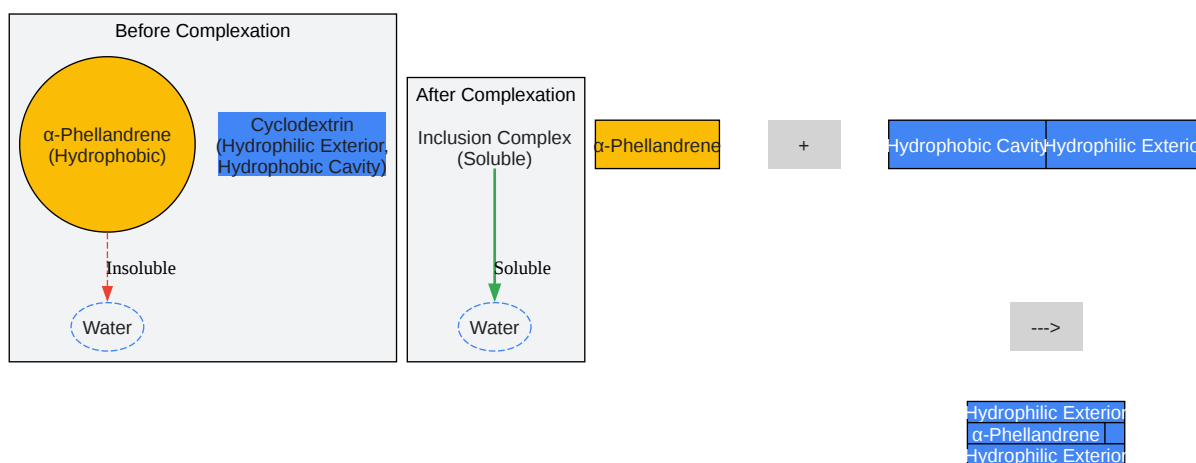 Before Complexation
α-Phellandrene
(Hydrophobic)
Cyclodextrin
(Hydrophilic Exterior,
Hydrophobic Cavity)
Insoluble
Water
After Complexation
Inclusion Complex
(Soluble)
Soluble
Water
α-Phellandrene
+
Hydrophobic Cavity
Hydrophilic Exterio
--->
Hydrophilic Exterior
α-Phellandrene
Hydrophilic Exterior